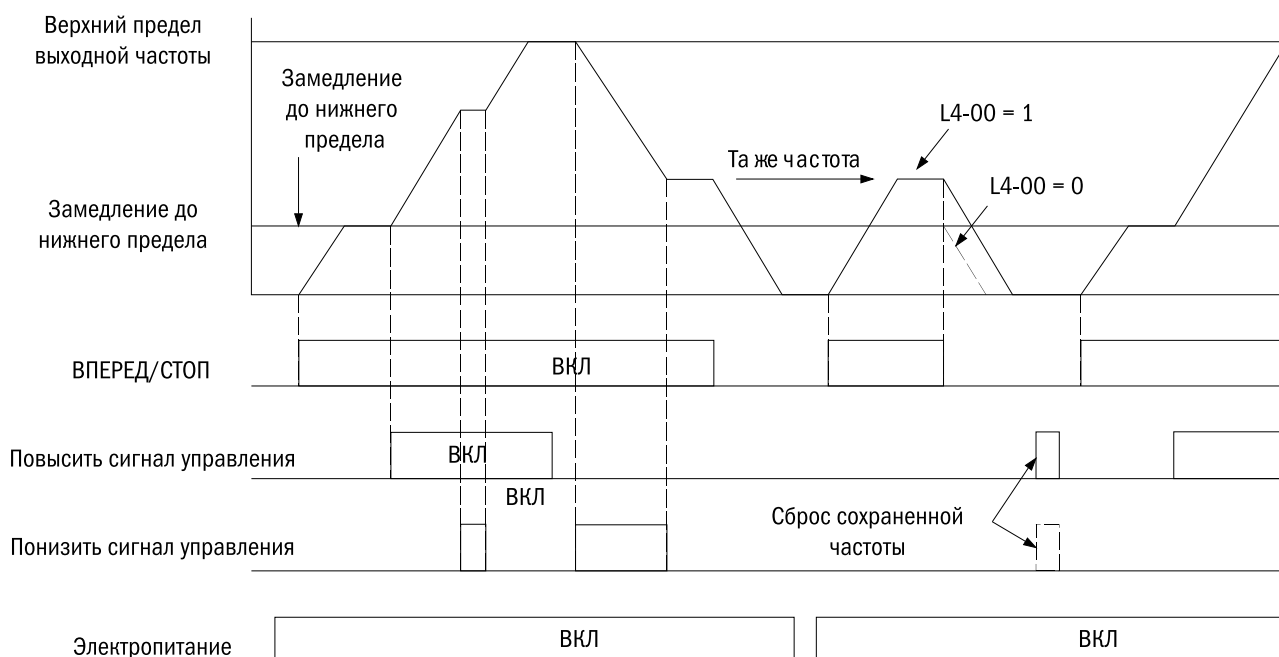 Верхний предел
выходной частоты
Замедление
до нижнего
предела
L4-00 = 1
Та же частота
L4-00 = 0
Замедление до
нижнего предела
ВПЕРЕД/СТОП
ВКЛ
Повысить сигнал управления
ВКЛ
ВКЛ
Сброс сохраненной
частоты
Понизить сигнал управления
Электропитание
ВКЛ
ВКЛ